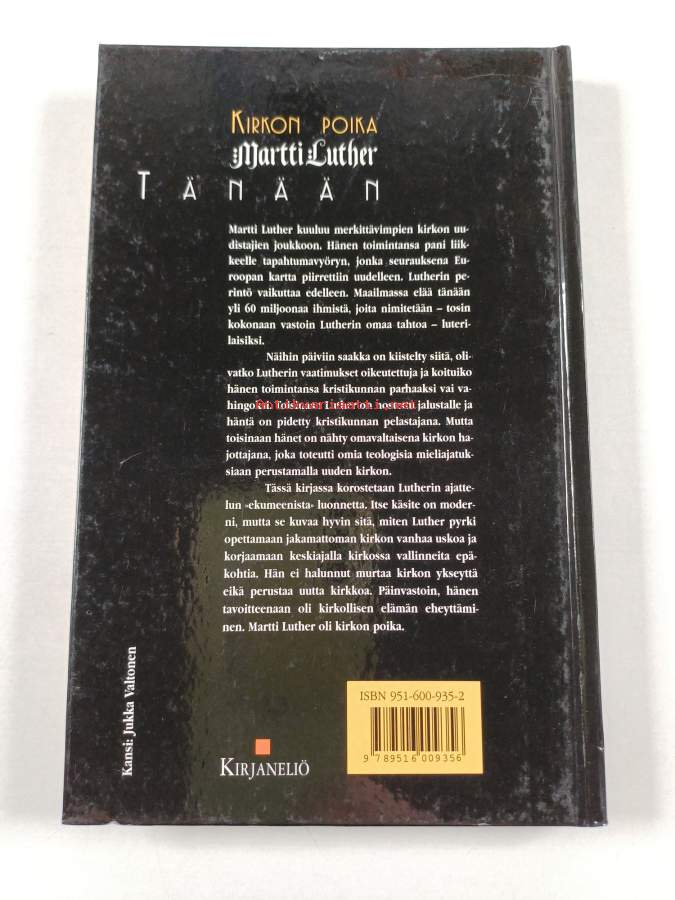 KIRKON POIKA
Martti Luther
TÄNÄÄN
Martti Luther kuuluu merkittävimpien kirkon uu-
distajien joukkoon. Hänen toimintansa pani liik-
keelle tapahtumavyöryn, jonka seurauksena Eu-
roopan kartta piirrettiin uudelleen. Lutherin pe-
rintö vaikuttaa edelleen. Maailmassa elää tänään
yli 60 miljoonaa ihmistä, joita nimitetään – tosin
kokonaan vastoin Lutherin omaa tahtoa – luteri-
laisiksi.
Näihin päiviin saakka on kiistelty siitä, oli-
vatko Lutherin vaatimukset oikeutettuja ja koituiko
hänen toimintansa kristikunnan parhaaksi vai va-
hingoksi. Toisinaan Luther on nostettu jalustalle ja
häntä on pidetty kristikunnan pelastajana. Mutta
toisinaan hänet on nähty omavaltaisena kirkon ha-
jottajana, joka toteutti omia teologisia mieliajatuk-
siaan perustamalla uuden kirkon.
Tässä kirjassa korostetaan Lutherin ajatte-
lun »ekumeenista» luonnetta. Itse käsite on moder-
ni, mutta se kuvaa hyvin sitä, miten Luther pyrki
opettamaan jakamattoman kirkon vanhaa uskoa ja
korjaamaan keskiajalla kirkossa vallinneita epä-
kohtia. Hän ei halunnut murtaa kirkon ykseyttä
eikä perustaa uutta kirkkoa. Päinvastoin, hänen
tavoitteenaan oli kirkollisen elämän eheyttämi-
nen. Martti Luther oli kirkon poika.
Kansi: Jukka Valtonen
KIRJANELIÖ
ISBN 951-600-935-2
9 789516 009356